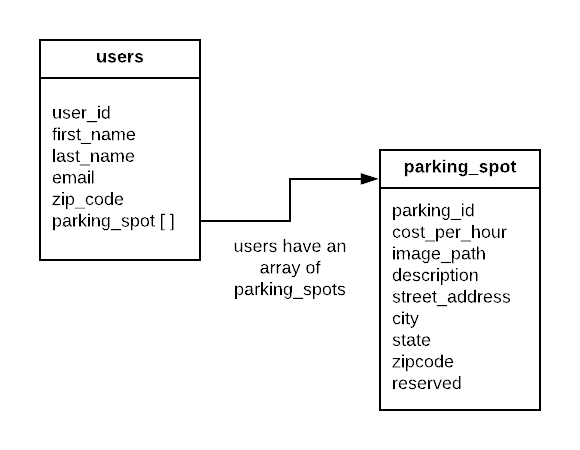 users
user_id
first_name
last_name
email
zip_code
parking_spot [ ]
users have an
array of
parking_spots
parking_spot
parking_id
cost_per_hour
image_path
description
street_address
city
state
zipcode
reserved